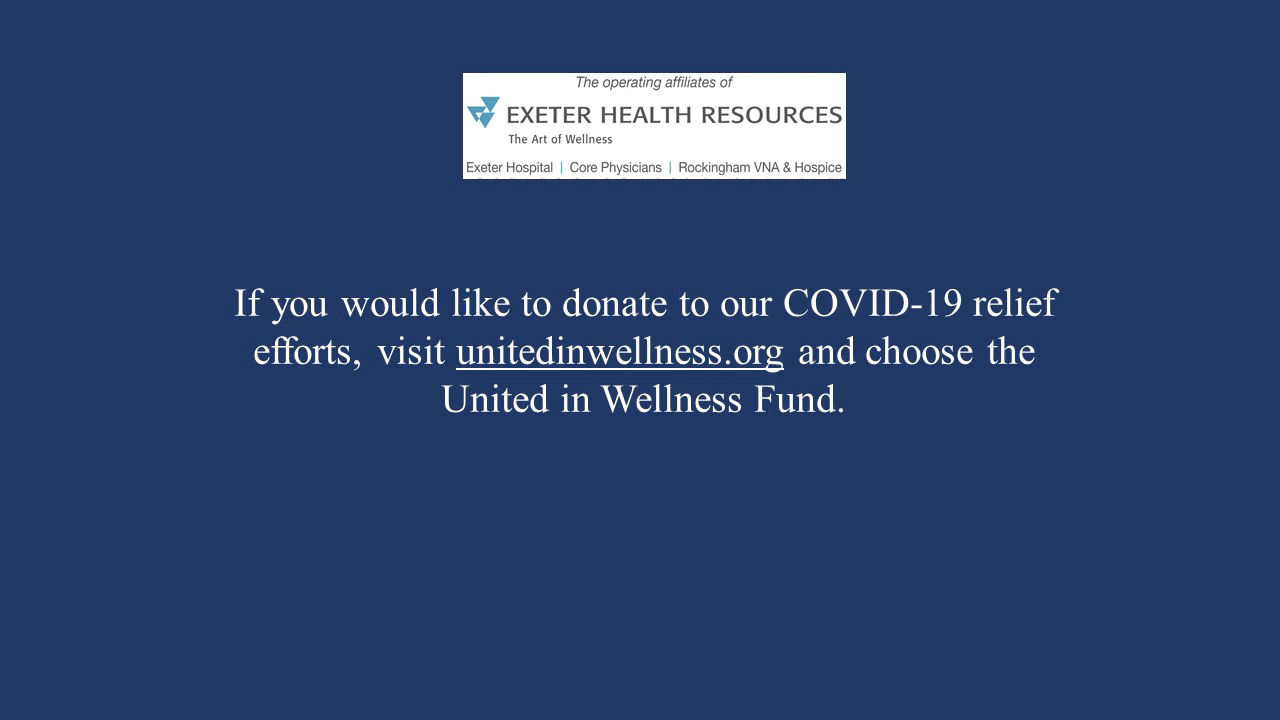 The operating affiliates of
EXETER HEALTH RESOURCES
The Art of Wellness
Exeter Hospital | Core Physicians | Rockingham VNA & Hospice
If you would like to donate to our COVID-19 relief
efforts, visit unitedinwellness.org and choose the
United in Wellness Fund.